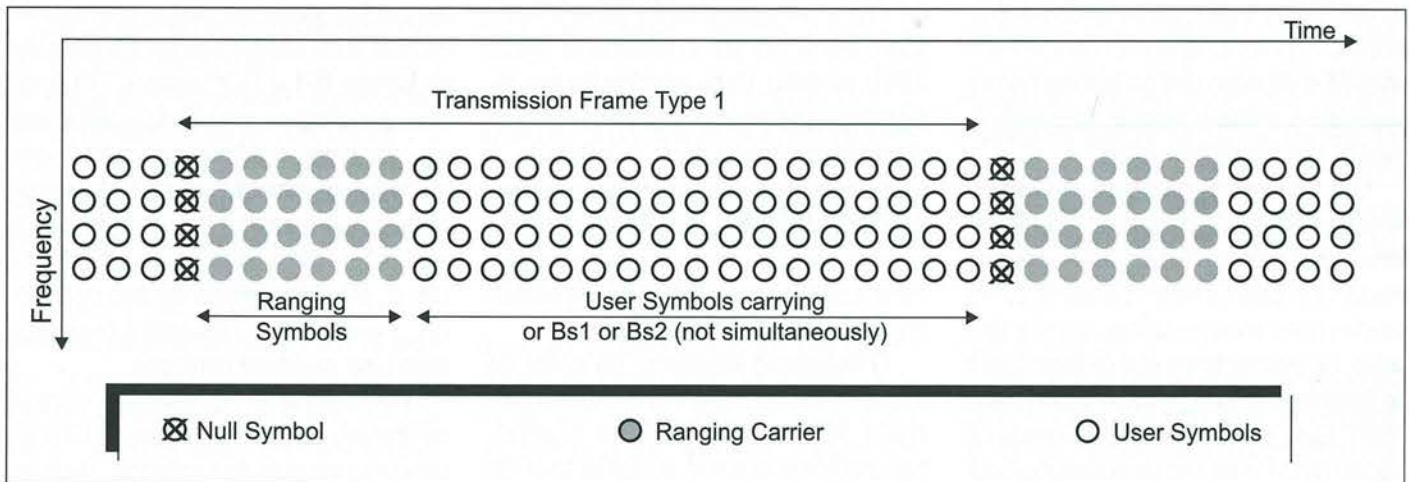 Time
Transmission Frame Type 1
Frequency
Ranging
Symbols
User Symbols carrying
or Bs1 or Bs2 (not simultaneously)
Null Symbol
Ranging Carrier
User Symbols